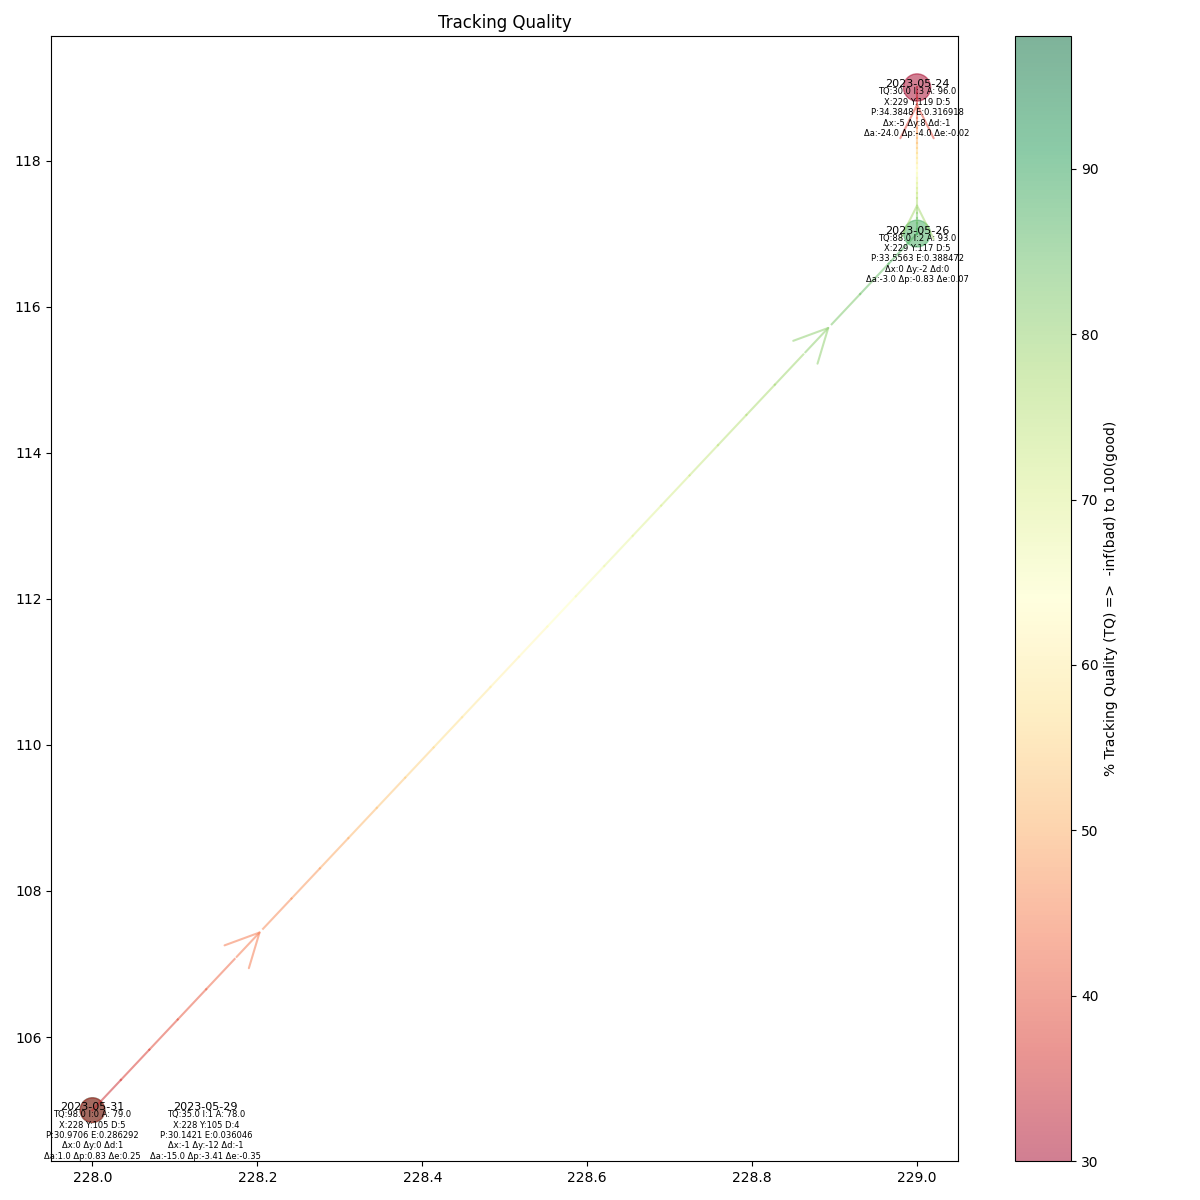 Tracking Quality
2023-05-24
TQ:30.0 I:3 A: 96.0
X:229 Y:119 D:5
P:34.3848 E:0.316918
Δx:-5 Δy:8 Δd:-1
Δa:-24.0 Δp:-4.0 Δe:-0.02
2023-05-26
TQ:88.0 I:2 A: 93.0
X:229 Y:117 D:5
P:33.5563 E:0.388472
Δx:0 Δy:-2 Δd:0
Δa:-3.0 Δp:-0.83 Δe:0.07
2023-05-31
TQ:98.0 I:0 A: 79.0
X:228 Y:105 D:5
P:30.9706 E:0.286292
Δx:0 Δy:0 Δd:1
Δa:1.0 Δp:0.83 Δe:0.25
2023-05-29
TQ:35.0 I:1 A: 78.0
X:228 Y:105 D:4
P:30.1421 E:0.036046
Δx:-1 Δy:-12 Δd:-1
Δa:-15.0 Δp:-3.41 Δe:-0.35
118
116
114
112
110
108
106
228.0
228.2
228.4
228.6
228.8
229.0
90
80
70
60
50
40
30
% Tracking Quality (TQ) => -inf(bad) to 100(good)